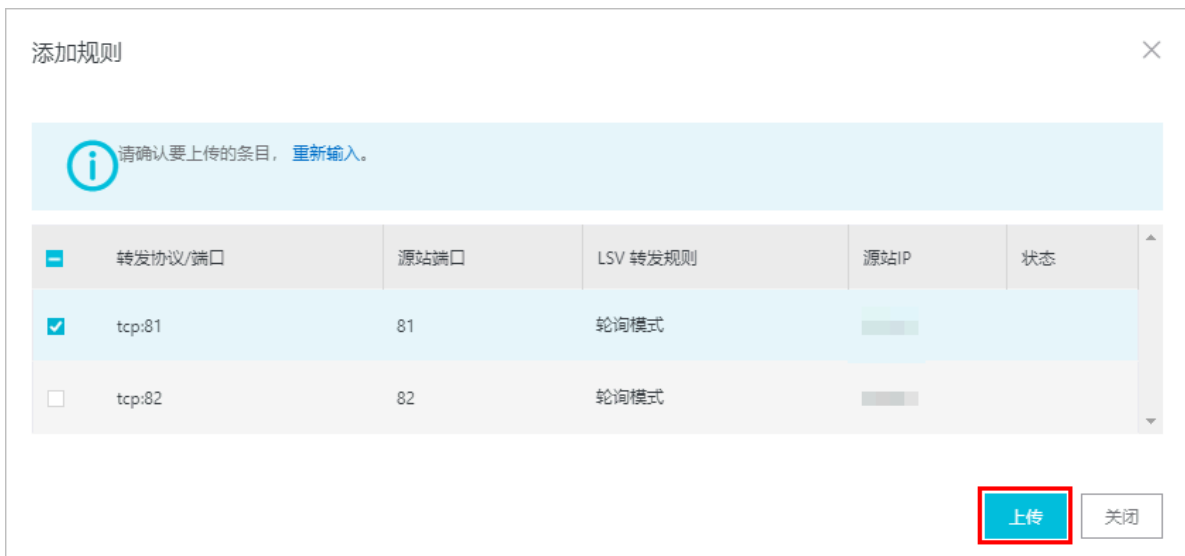 添加规则
请确认要上传的条目， 重新输入。
转发协议/端口 源站端口 LSV 转发规则 源站IP 状态
tcp:81 81 轮询模式
tcp:82 82 轮询模式
上传 关闭